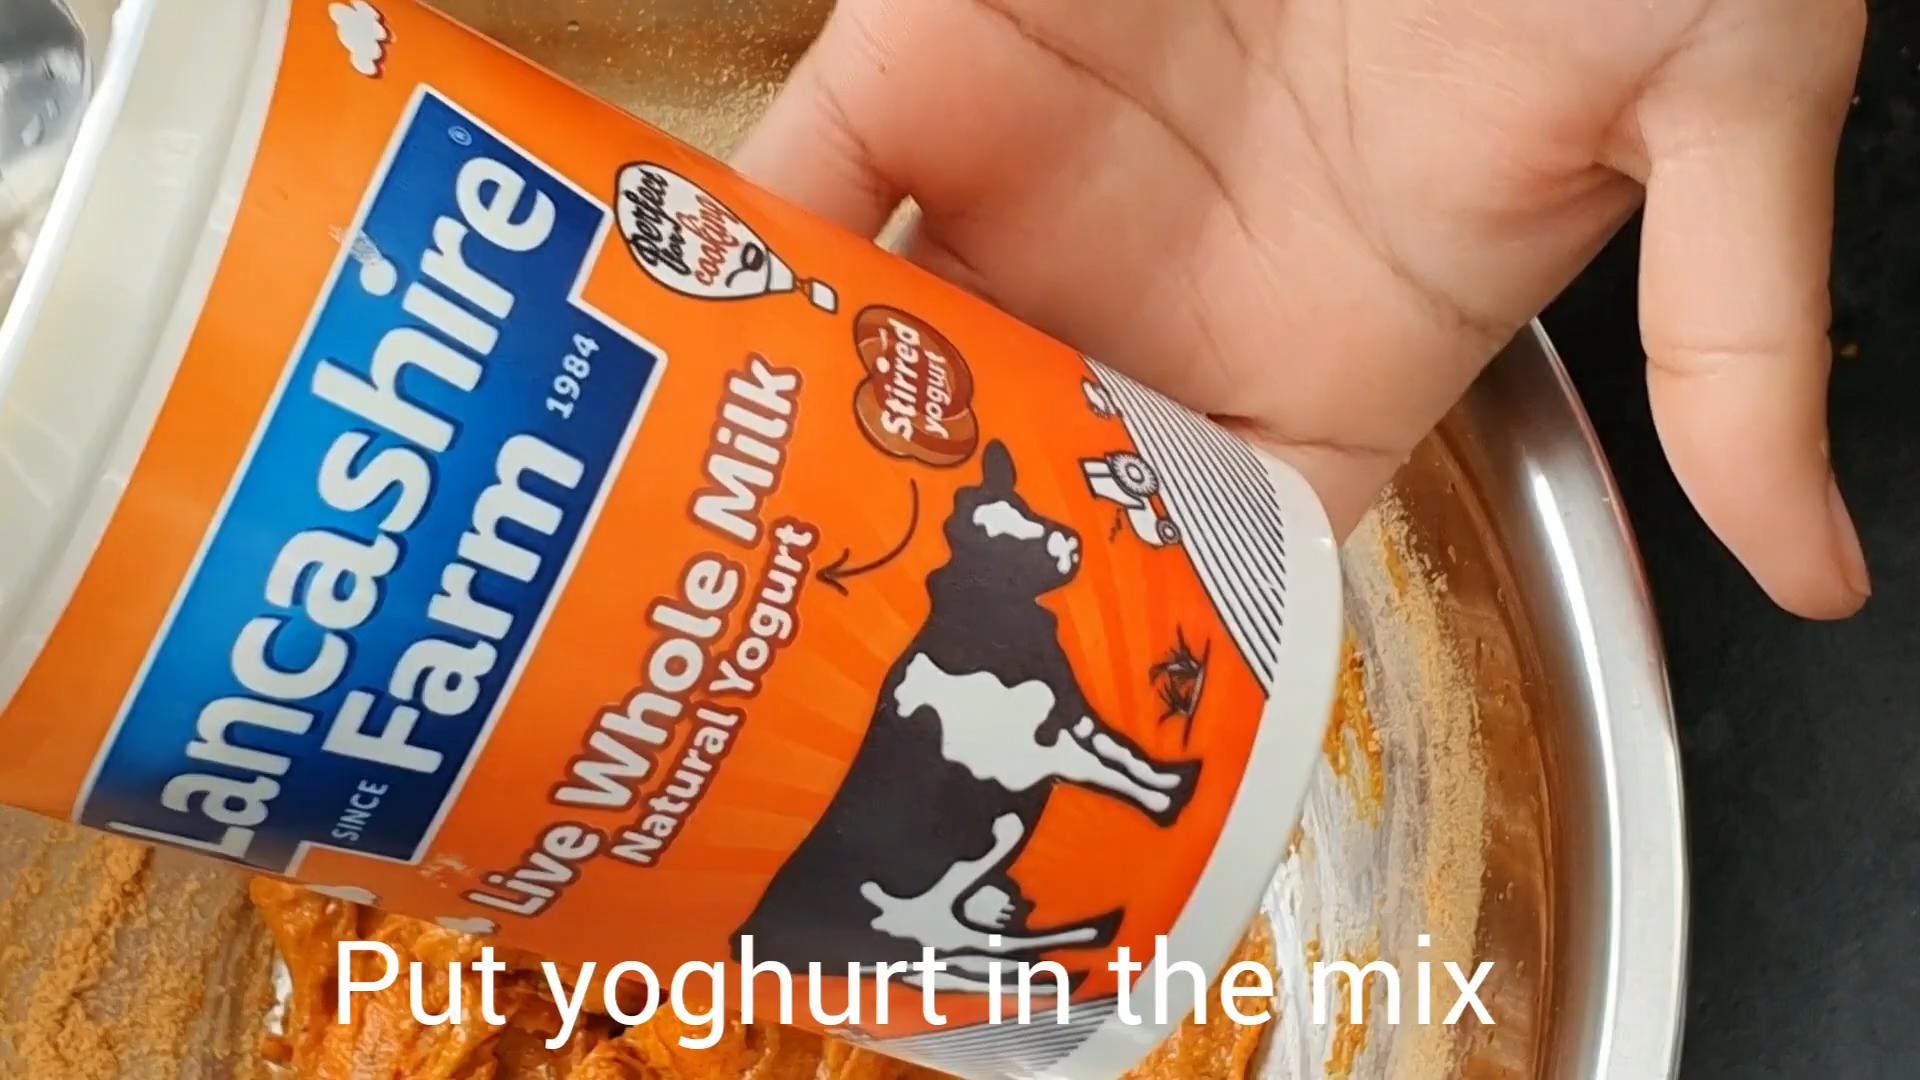 Lancashire
®
Farm
SINCE
1984
perfect
for
cooking
Stirred
yogurt
Live Whole Milk
Natural Yogurt
Put yoghurt in the mix